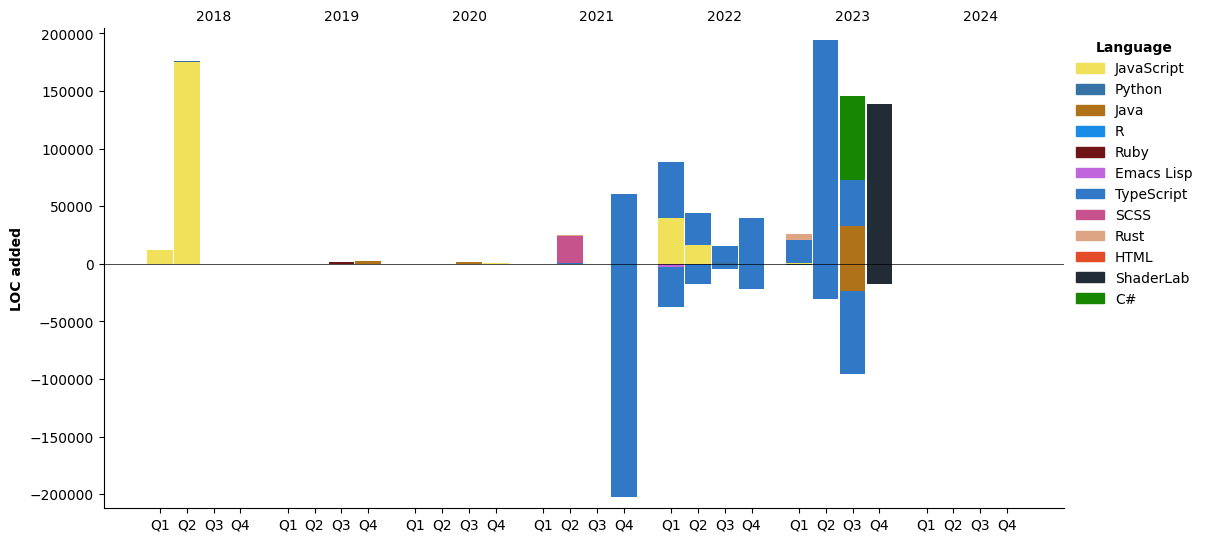 2018 2019 2020 2021 2022 2023 2024
LOC added
200000
150000
100000
50000
0
−50000
−100000
−150000
−200000
Q1 Q2 Q3 Q4 Q1 Q2 Q3 Q4 Q1 Q2 Q3 Q4 Q1 Q2 Q3 Q4 Q1 Q2 Q3 Q4 Q1 Q2 Q3 Q4 Q1 Q2 Q3 Q4
Language
JavaScript
Python
Java
R
Ruby
Emacs Lisp
TypeScript
SCSS
Rust
HTML
ShaderLab
C#